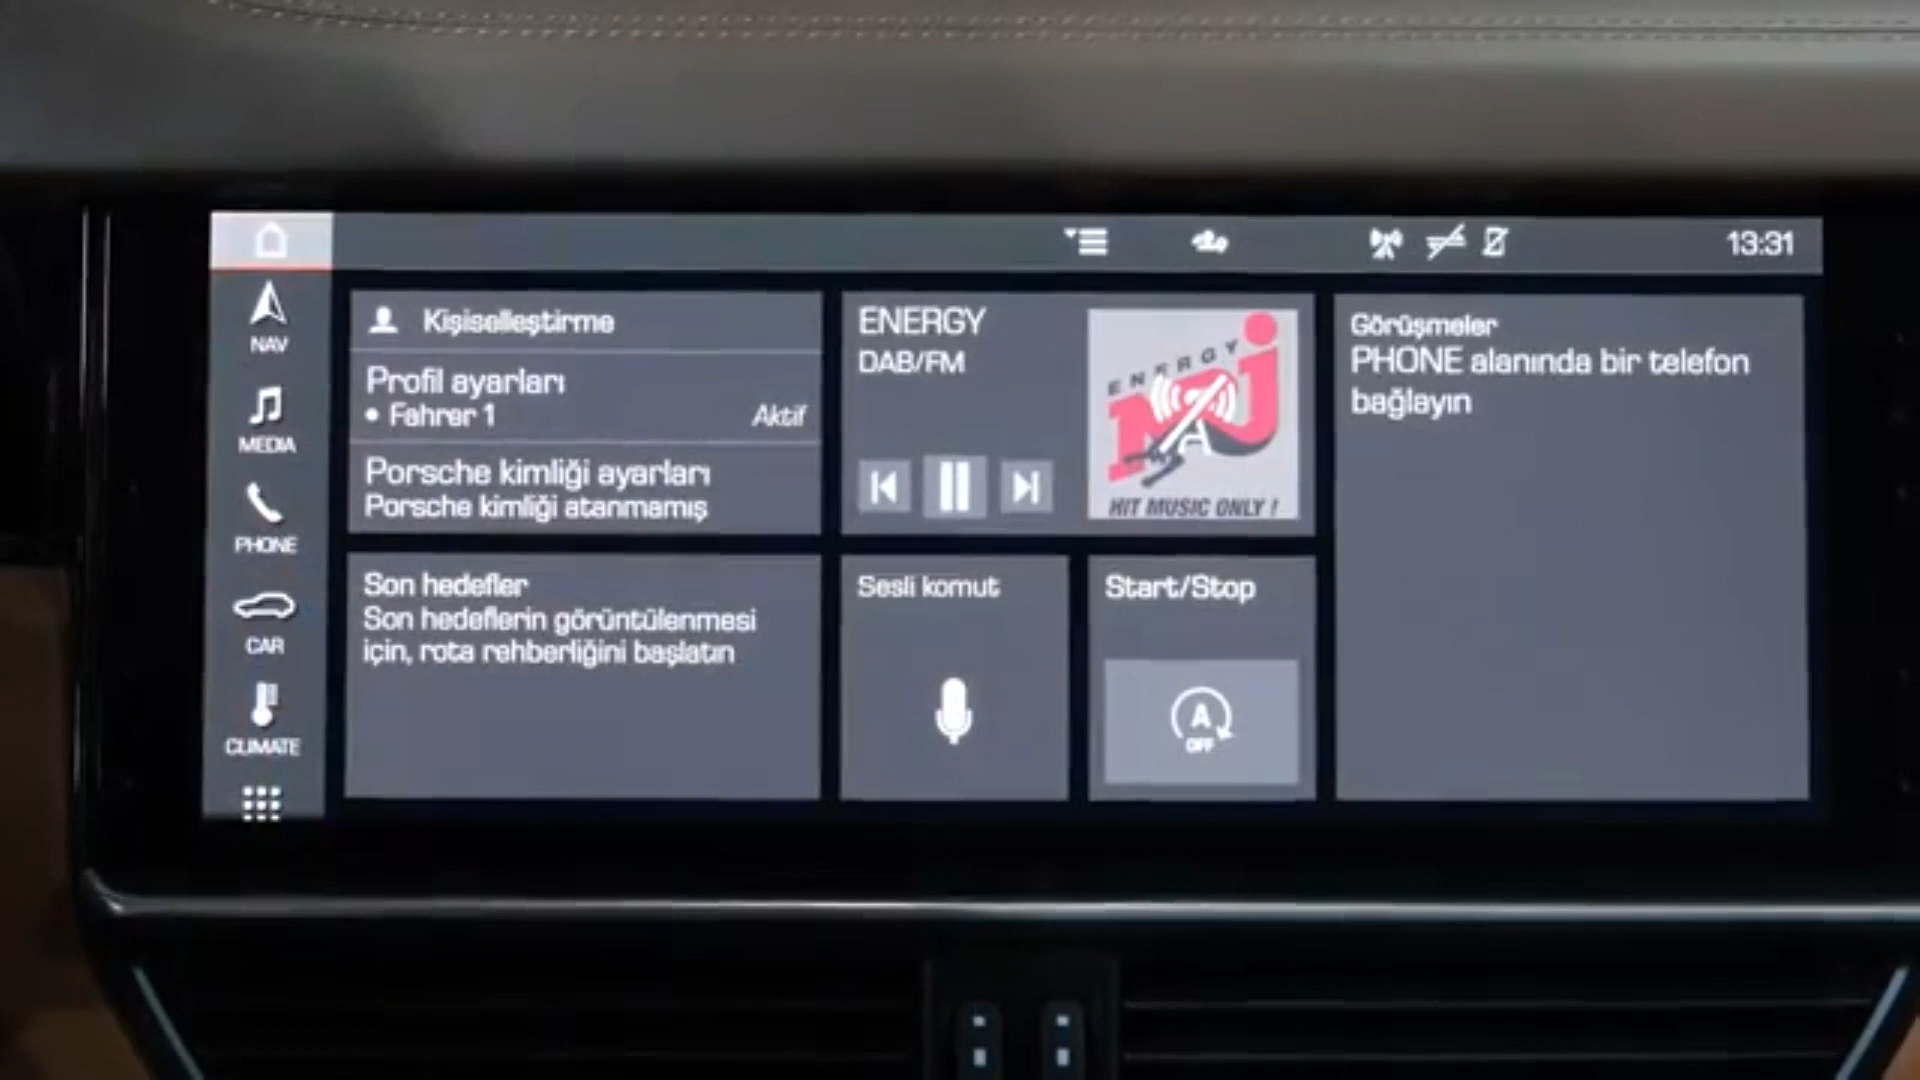 13:31
NAV
MEDIA
PHONE
CAR
CLIMATE
Kişiselleştirme
Profil ayarları
• Fahrer 1
Aktif
Porsche kimliği ayarları
Porsche kimliği atanmamış
ENERGY
DAB/FM
ENERGY
NRJ
HIT MUSIC ONLY !
Görüşmeler
PHONE alanında bir telefon
bağlayın
Son hedefler
Son hedeflerin görüntülenmesi
için, rota rehberliğini başlatın
Sesli komut
Start/Stop
A
OFF